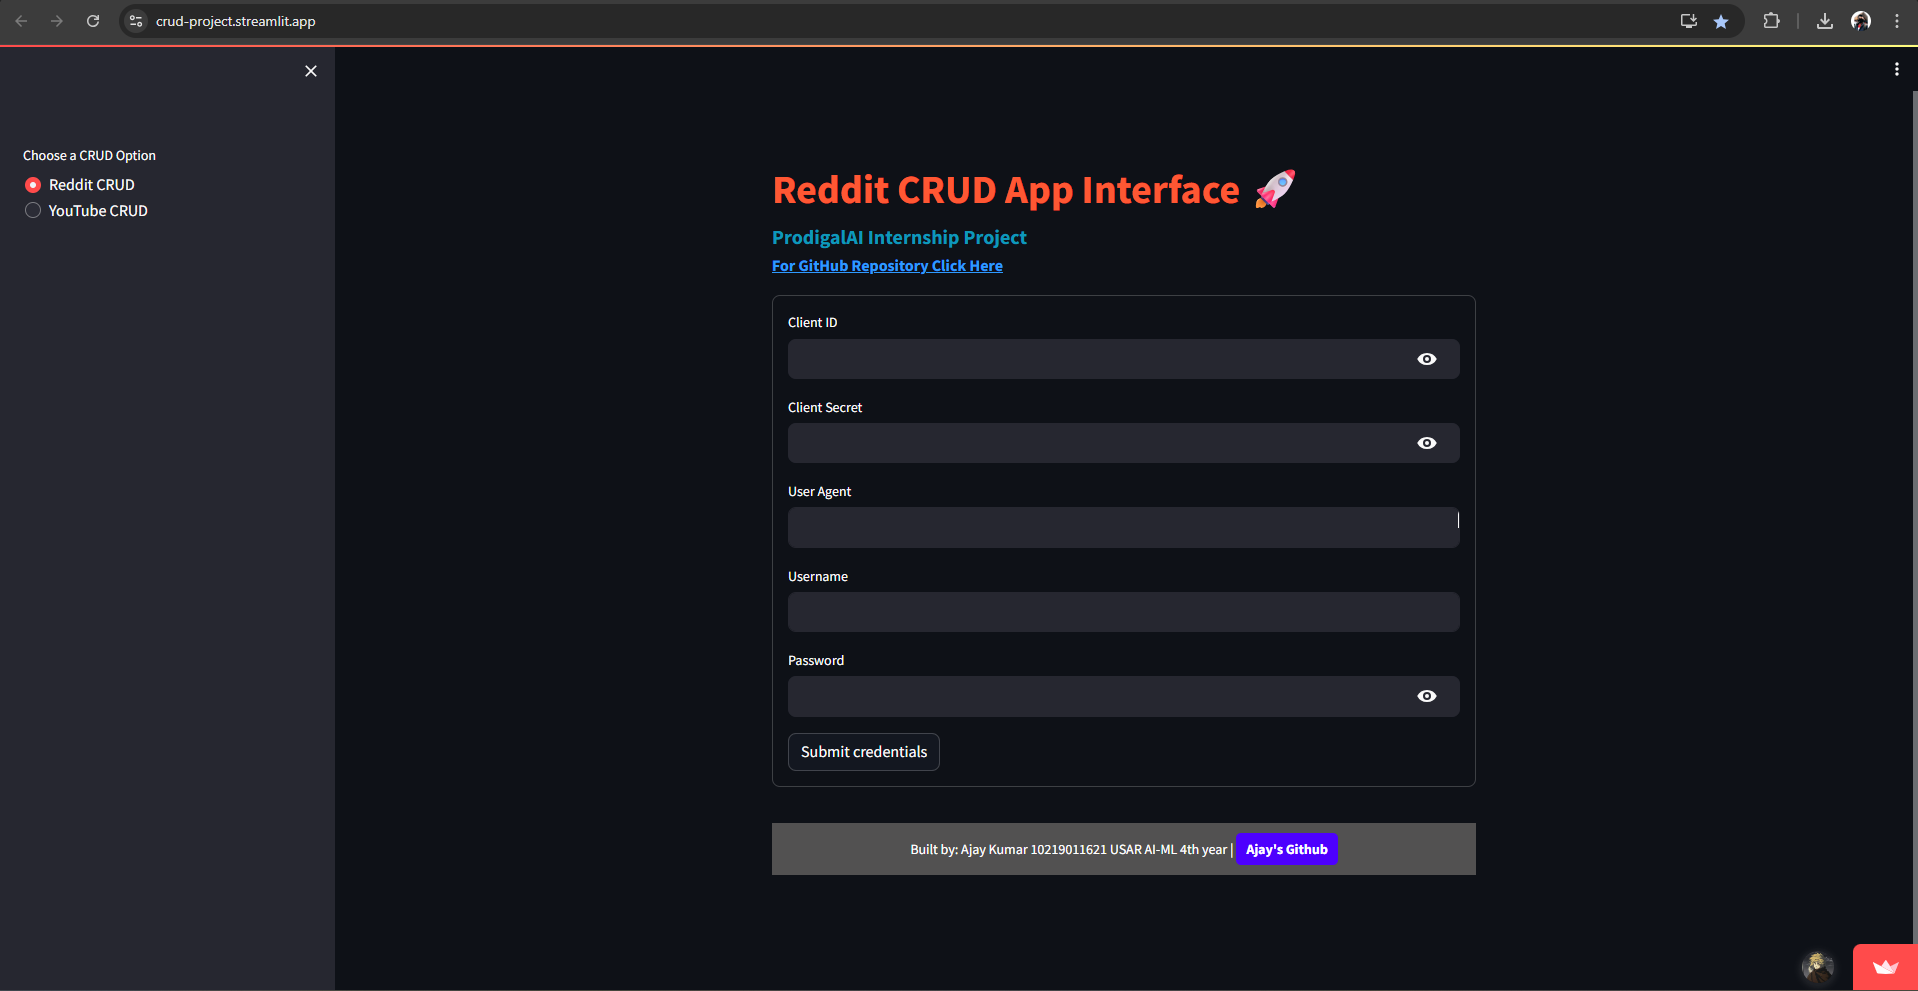 crud-project.streamlit.app
Choose a CRUD Option
Reddit CRUD
YouTube CRUD
Reddit CRUD App Interface 🚀
ProdigalAI Internship Project
For GitHub Repository Click Here
Client ID
Client Secret
User Agent
Username
Password
Submit credentials
Built by: Ajay Kumar 10219011621 USAR AI-ML 4th year | Ajay's Github